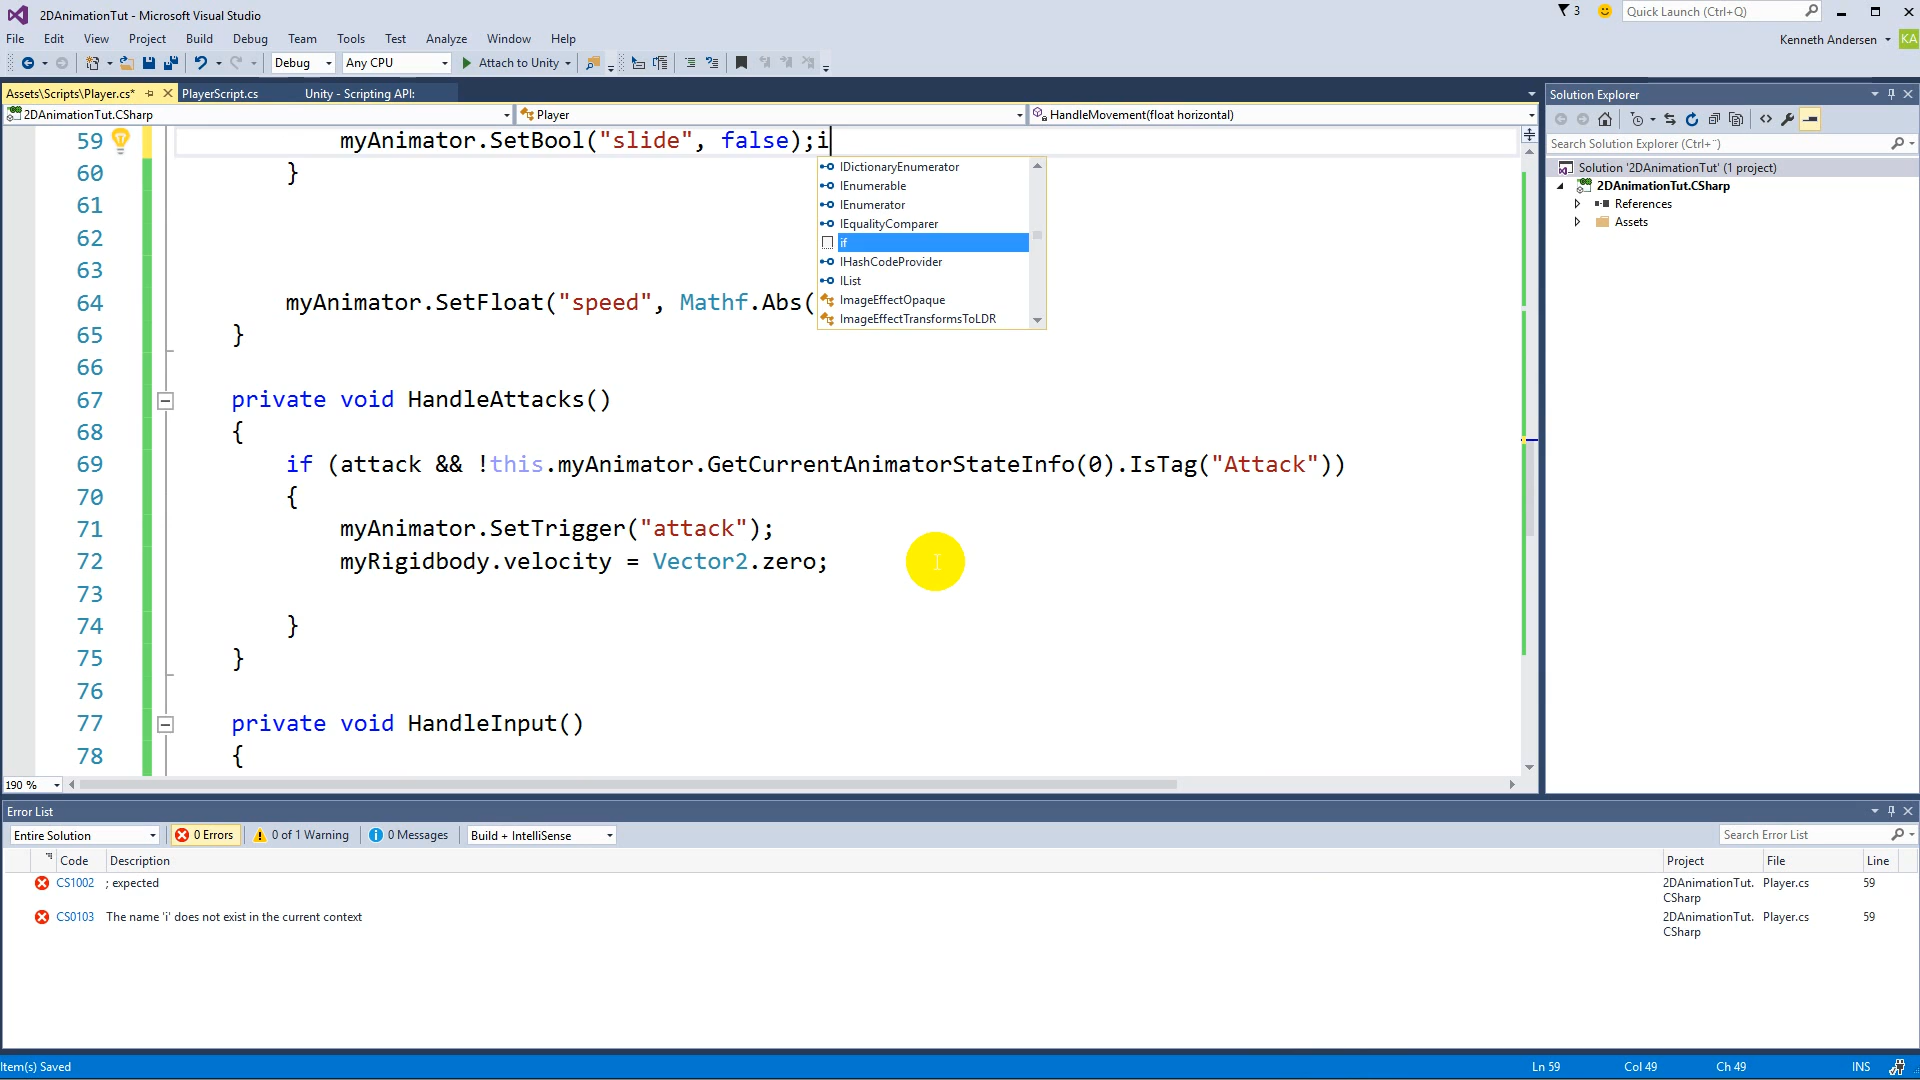 2DAnimationTut - Microsoft Visual Studio
3
Quick Launch (Ctrl+Q)
File Edit View Project Build Debug Team Tools Test Analyze Window Help
Kenneth Andersen KA
Debug Any CPU Attach to Unity
Assets\Scripts\Player.cs* PlayerScript.cs Unity - Scripting API:
Solution Explorer
2DAnimationTut.CSharp Player HandleMovement(float horizontal)
Search Solution Explorer (Ctrl+¨)
Solution '2DAnimationTut' (1 project)
2DAnimationTut.CSharp
References
Assets
59 myAnimator.SetBool("slide", false);i
60 }
61
62
63
64 myAnimator.SetFloat("speed", Mathf.Abs(
65 }
66
67 private void HandleAttacks()
68 {
69 if (attack && !this.myAnimator.GetCurrentAnimatorStateInfo(0).IsTag("Attack"))
70 {
71 myAnimator.SetTrigger("attack");
72 myRigidbody.velocity = Vector2.zero;
73
74 }
75 }
76
77 private void HandleInput()
78 {
IDictionaryEnumerator
IEnumerable
IEnumerator
IEqualityComparer
if
IHashCodeProvider
IList
ImageEffectOpaque
ImageEffectTransformsToLDR
190 %
Error List
Entire Solution 0 Errors 0 of 1 Warning 0 Messages Build + IntelliSense
Search Error List
Code Description Project File Line
CS1002 ; expected 2DAnimationTut.CSharp Player.cs 59
CS0103 The name 'i' does not exist in the current context 2DAnimationTut.CSharp Player.cs 59
Item(s) Saved
Ln 59 Col 49 Ch 49 INS